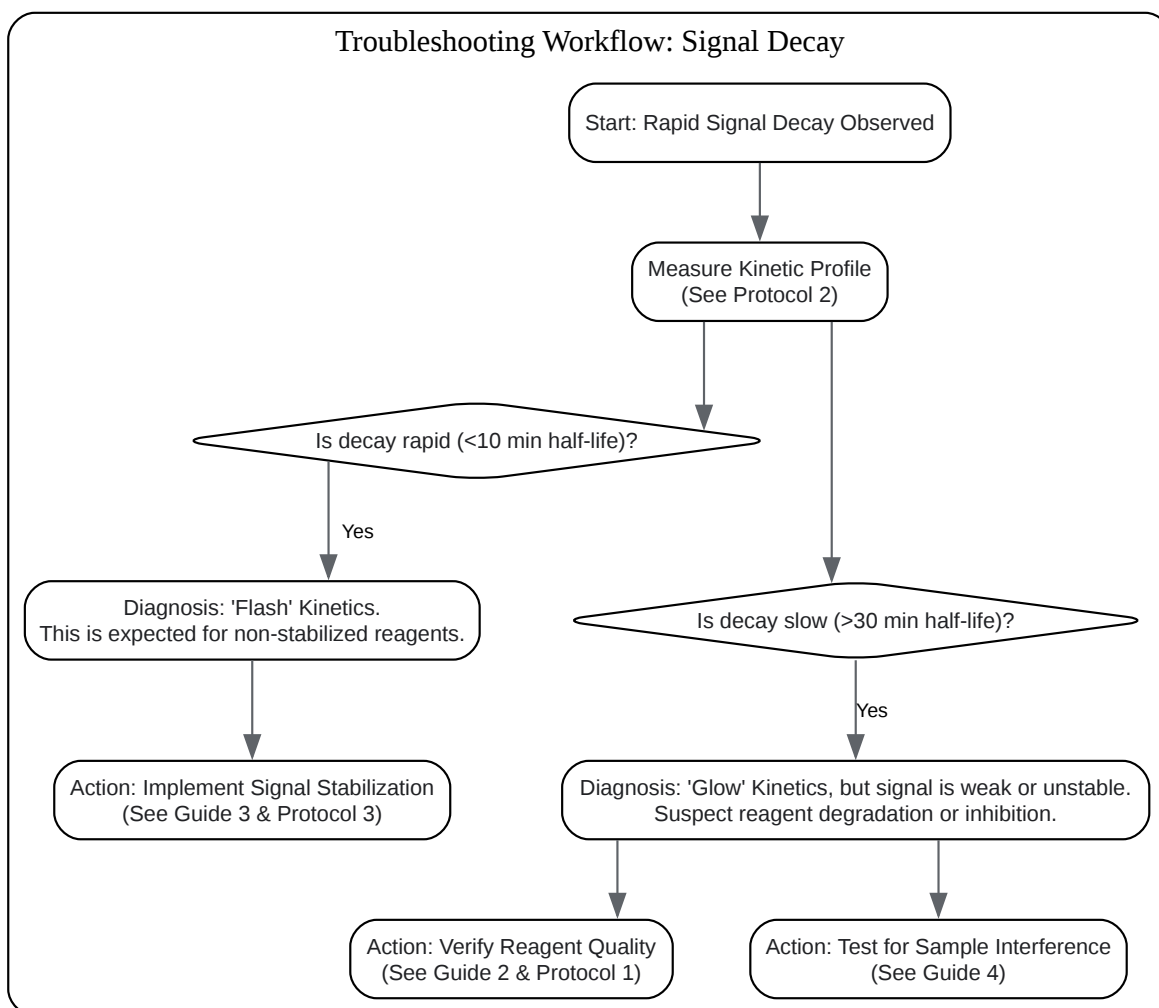 Troubleshooting Workflow: Signal Decay
Start: Rapid Signal Decay Observed
Measure Kinetic Profile
(See Protocol 2)
Is decay rapid (<10 min half-life)?
Yes
Diagnosis: 'Flash' Kinetics.
This is expected for non-stabilized reagents.
Is decay slow (>30 min half-life)?
Yes
Action: Implement Signal Stabilization
(See Guide 3 & Protocol 3)
Diagnosis: 'Glow' Kinetics, but signal is weak or unstable.
Suspect reagent degradation or inhibition.
Action: Verify Reagent Quality
(See Guide 2 & Protocol 1)
Action: Test for Sample Interference
(See Guide 4)